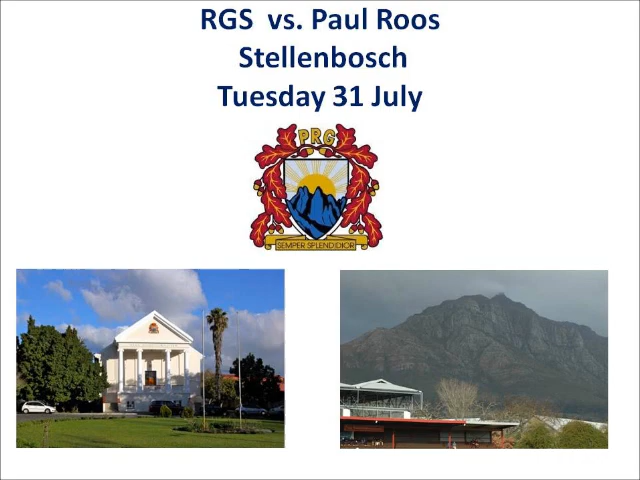 RGS  vs. Paul Roos
Stellenbosch
Tuesday 31 July
PRG
SEMPER SPLENDIDIOR